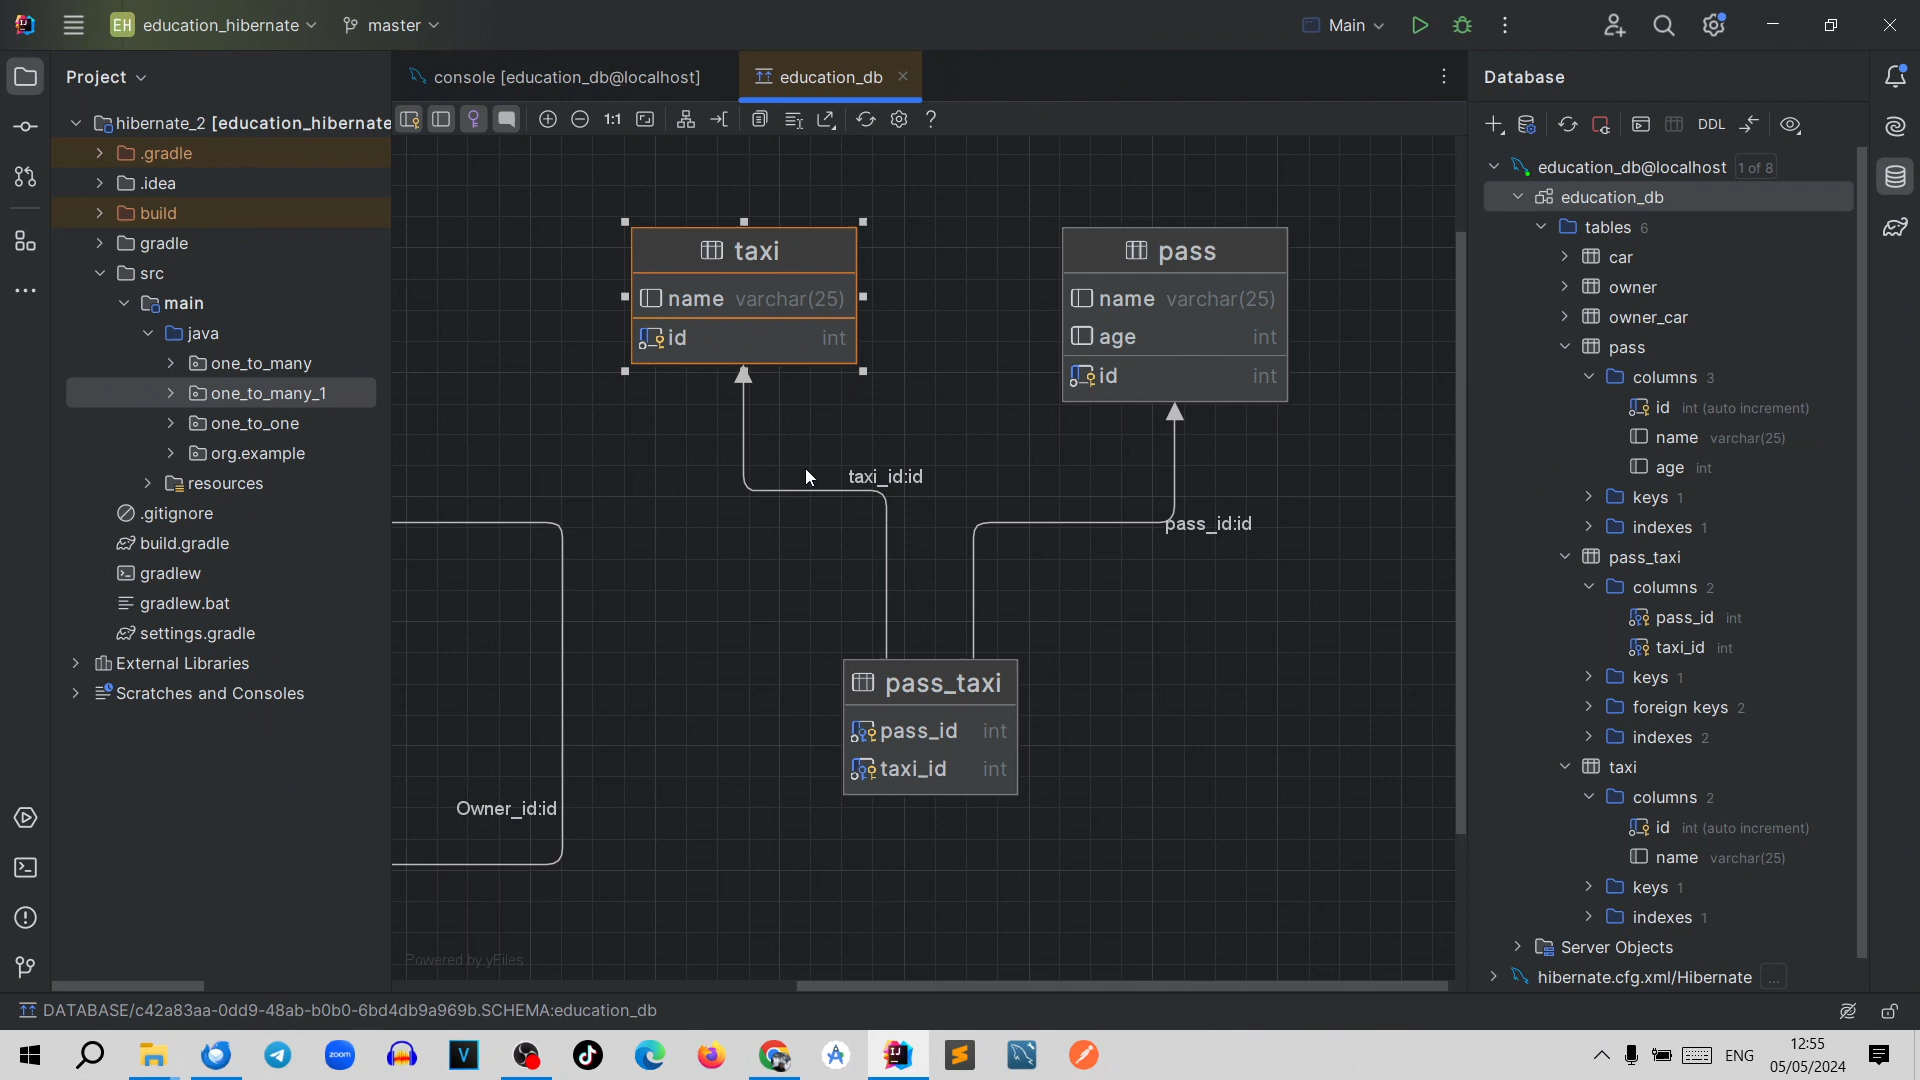 EH education_hibernate
master
Main
Project
hibernate_2 [education_hibernate
.gradle
.idea
build
gradle
src
main
java
one_to_many
one_to_many_1
one_to_one
org.example
resources
.gitignore
build.gradle
gradlew
gradlew.bat
settings.gradle
External Libraries
Scratches and Consoles
console [education_db@localhost]
education_db
1:1
taxi
name varchar(25)
id int
pass
name varchar(25)
age int
id int
taxi_id:id
pass_id:id
pass_taxi
pass_id int
taxi_id int
Owner_id:id
Powered by yFiles
Database
DDL
education_db@localhost 1 of 8
education_db
tables 6
car
owner
owner_car
pass
columns 3
id int (auto increment)
name varchar(25)
age int
keys 1
indexes 1
pass_taxi
columns 2
pass_id int
taxi_id int
keys 1
foreign keys 2
indexes 2
taxi
columns 2
id int (auto increment)
name varchar(25)
keys 1
indexes 1
Server Objects
hibernate.cfg.xml/Hibernate ...
DATABASE/c42a83aa-0dd9-48ab-b0b0-6bd4db9a969b.SCHEMA:education_db
zoom
V
ENG
12:55
05/05/2024